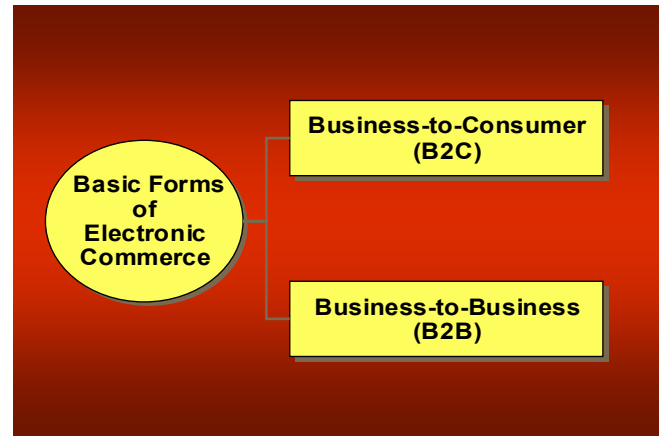 Basic Forms
of
Electronic
Commerce
Business-to-Consumer
(B2C)
Business-to-Business
(B2B)